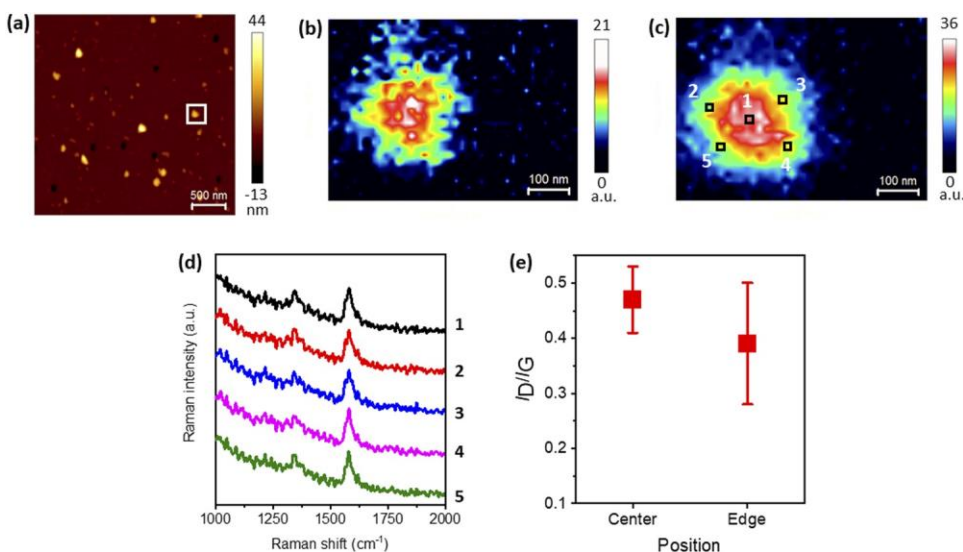 (a)
44
-13
nm
500 nm
(b)
21
0
a.u.
100 nm
(c)
36
0
a.u.
1
2
3
4
5
100 nm
(d)
Raman intensity (a.u.)
1
2
3
4
5
1000
1250
1500
1750
2000
Raman shift (cm⁻¹)
(e)
ID/IG
0.5
0.4
0.3
0.2
0.1
Center
Edge
Position